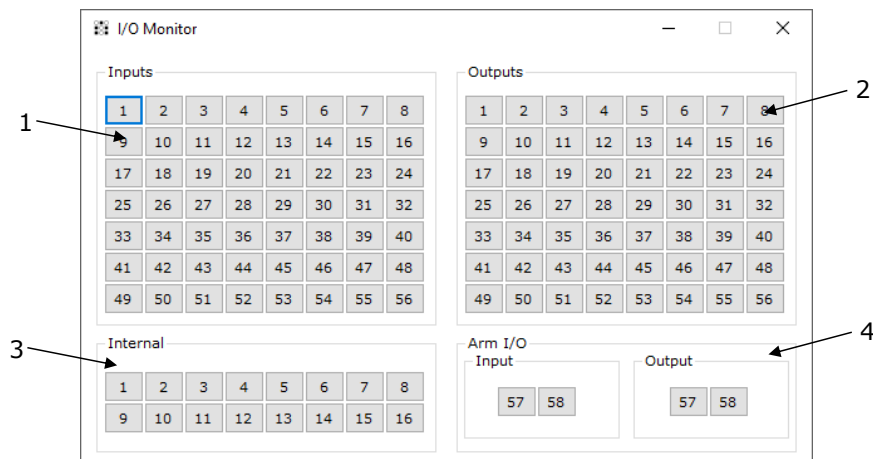 I/O Monitor
Inputs
1 2 3 4 5 6 7 8
9 10 11 12 13 14 15 16
17 18 19 20 21 22 23 24
25 26 27 28 29 30 31 32
33 34 35 36 37 38 39 40
41 42 43 44 45 46 47 48
49 50 51 52 53 54 55 56
1
Outputs
1 2 3 4 5 6 7 8
9 10 11 12 13 14 15 16
17 18 19 20 21 22 23 24
25 26 27 28 29 30 31 32
33 34 35 36 37 38 39 40
41 42 43 44 45 46 47 48
49 50 51 52 53 54 55 56
2
Internal
1 2 3 4 5 6 7 8
9 10 11 12 13 14 15 16
3
Arm I/O
Input
57 58
Output
57 58
4